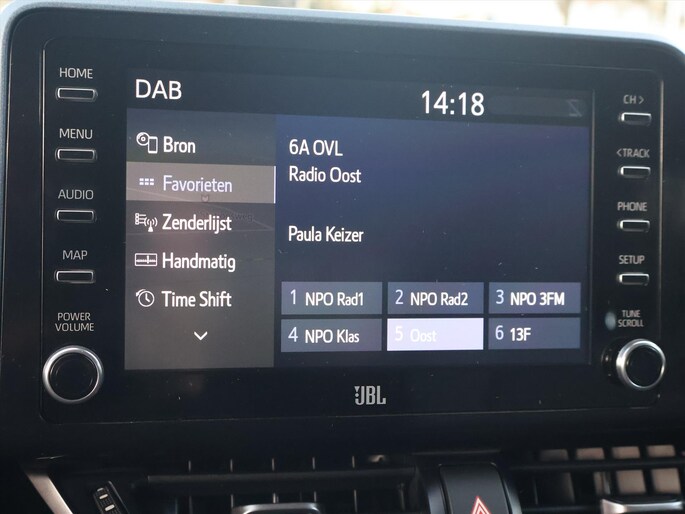 HOME
MENU
AUDIO
MAP
POWER
VOLUME
DAB
14:18
Bron
Favorieten
Zenderlijst
Handmatig
Time Shift
6A OVL
Radio Oost
Paula Keizer
1 NPO Rad1
2 NPO Rad2
3 NPO 3FM
4 NPO Klas
5 Oost
6 13F
CH >
< TRACK
PHONE
SETUP
TUNE
SCROLL
JBL